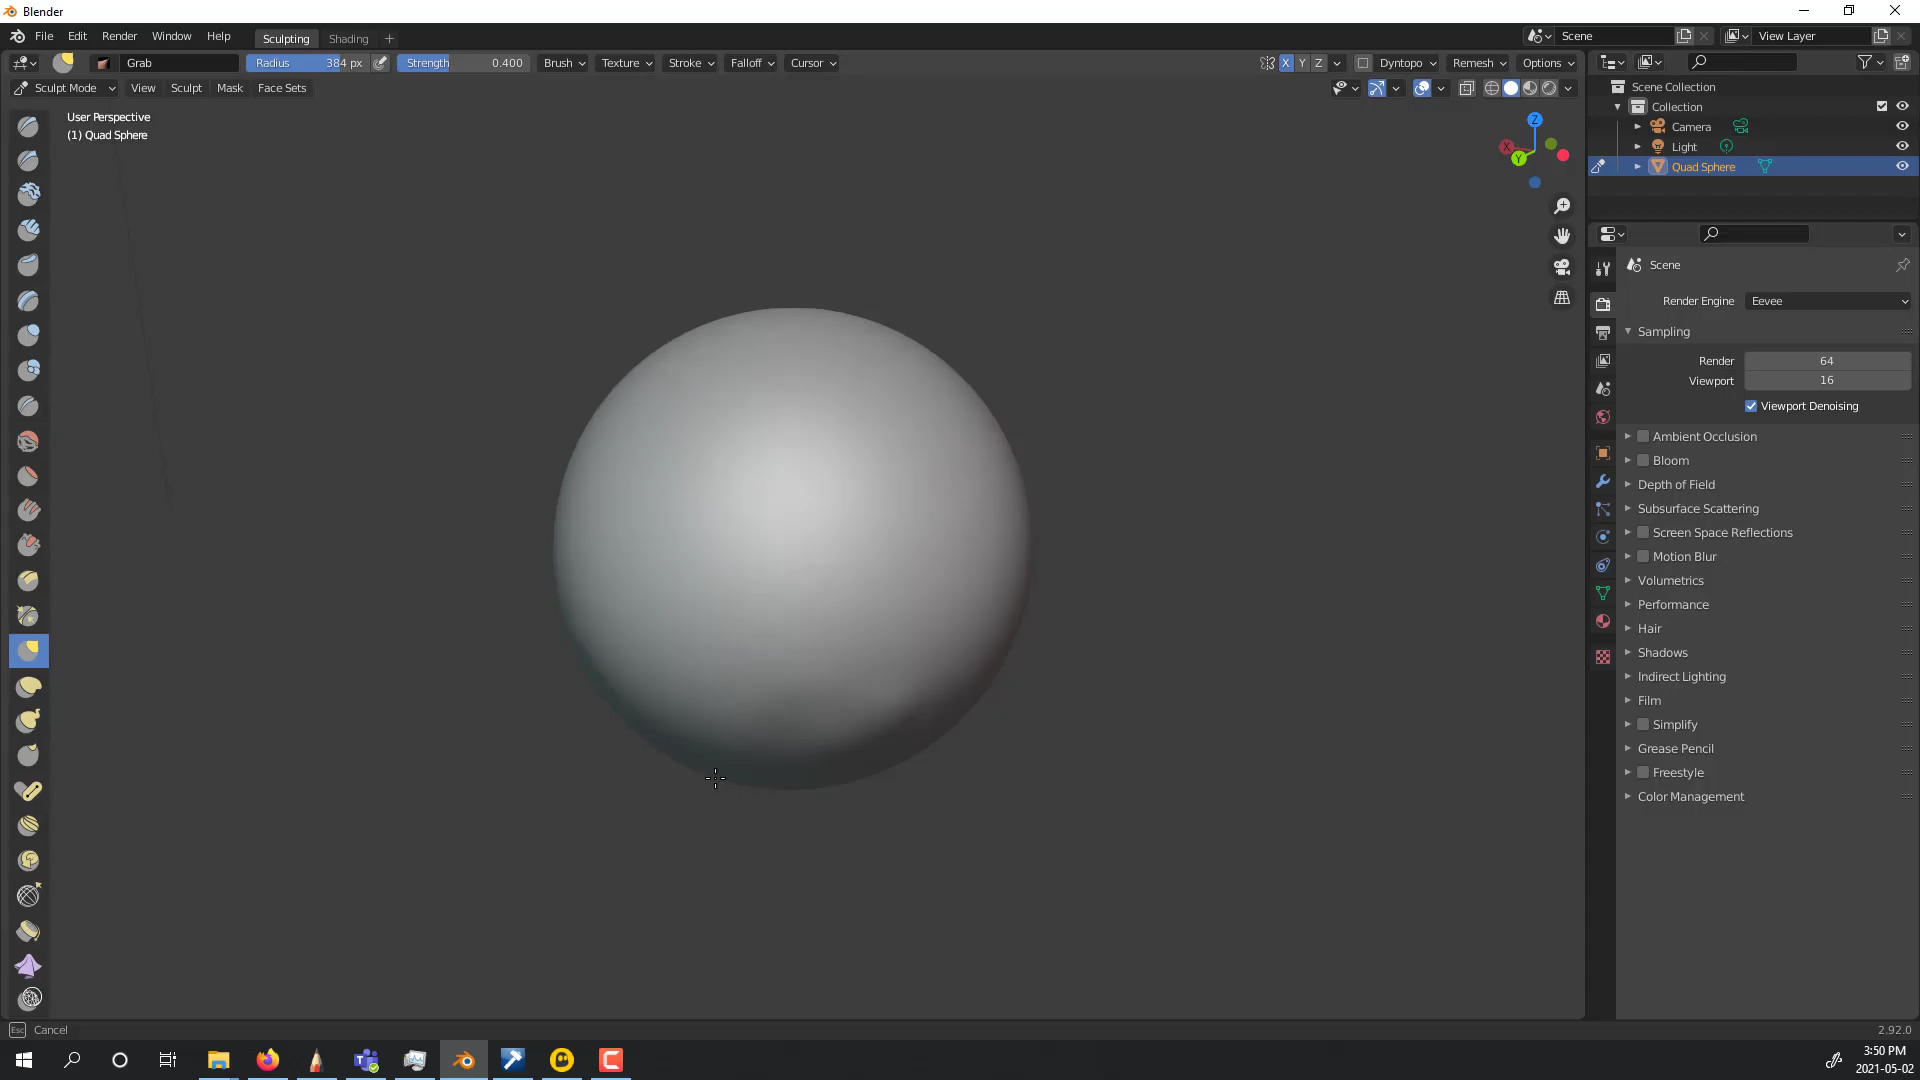 Blender
File Edit Render Window Help Sculpting Shading + Scene View Layer
Grab Radius 384 px Strength 0.400 Brush Texture Stroke Falloff Cursor X Y Z Dyntopo Remesh Options
Sculpt Mode View Sculpt Mask Face Sets
User Perspective
(1) Quad Sphere
Z
X
Y
Scene Collection
Collection
Camera
Light
Quad Sphere
Scene
Render Engine Eevee
Sampling
Render 64
Viewport 16
Viewport Denoising
Ambient Occlusion
Bloom
Depth of Field
Subsurface Scattering
Screen Space Reflections
Motion Blur
Volumetrics
Performance
Hair
Shadows
Indirect Lighting
Film
Simplify
Grease Pencil
Freestyle
Color Management
Esc Cancel
2.92.0
3:50 PM
2021-05-02